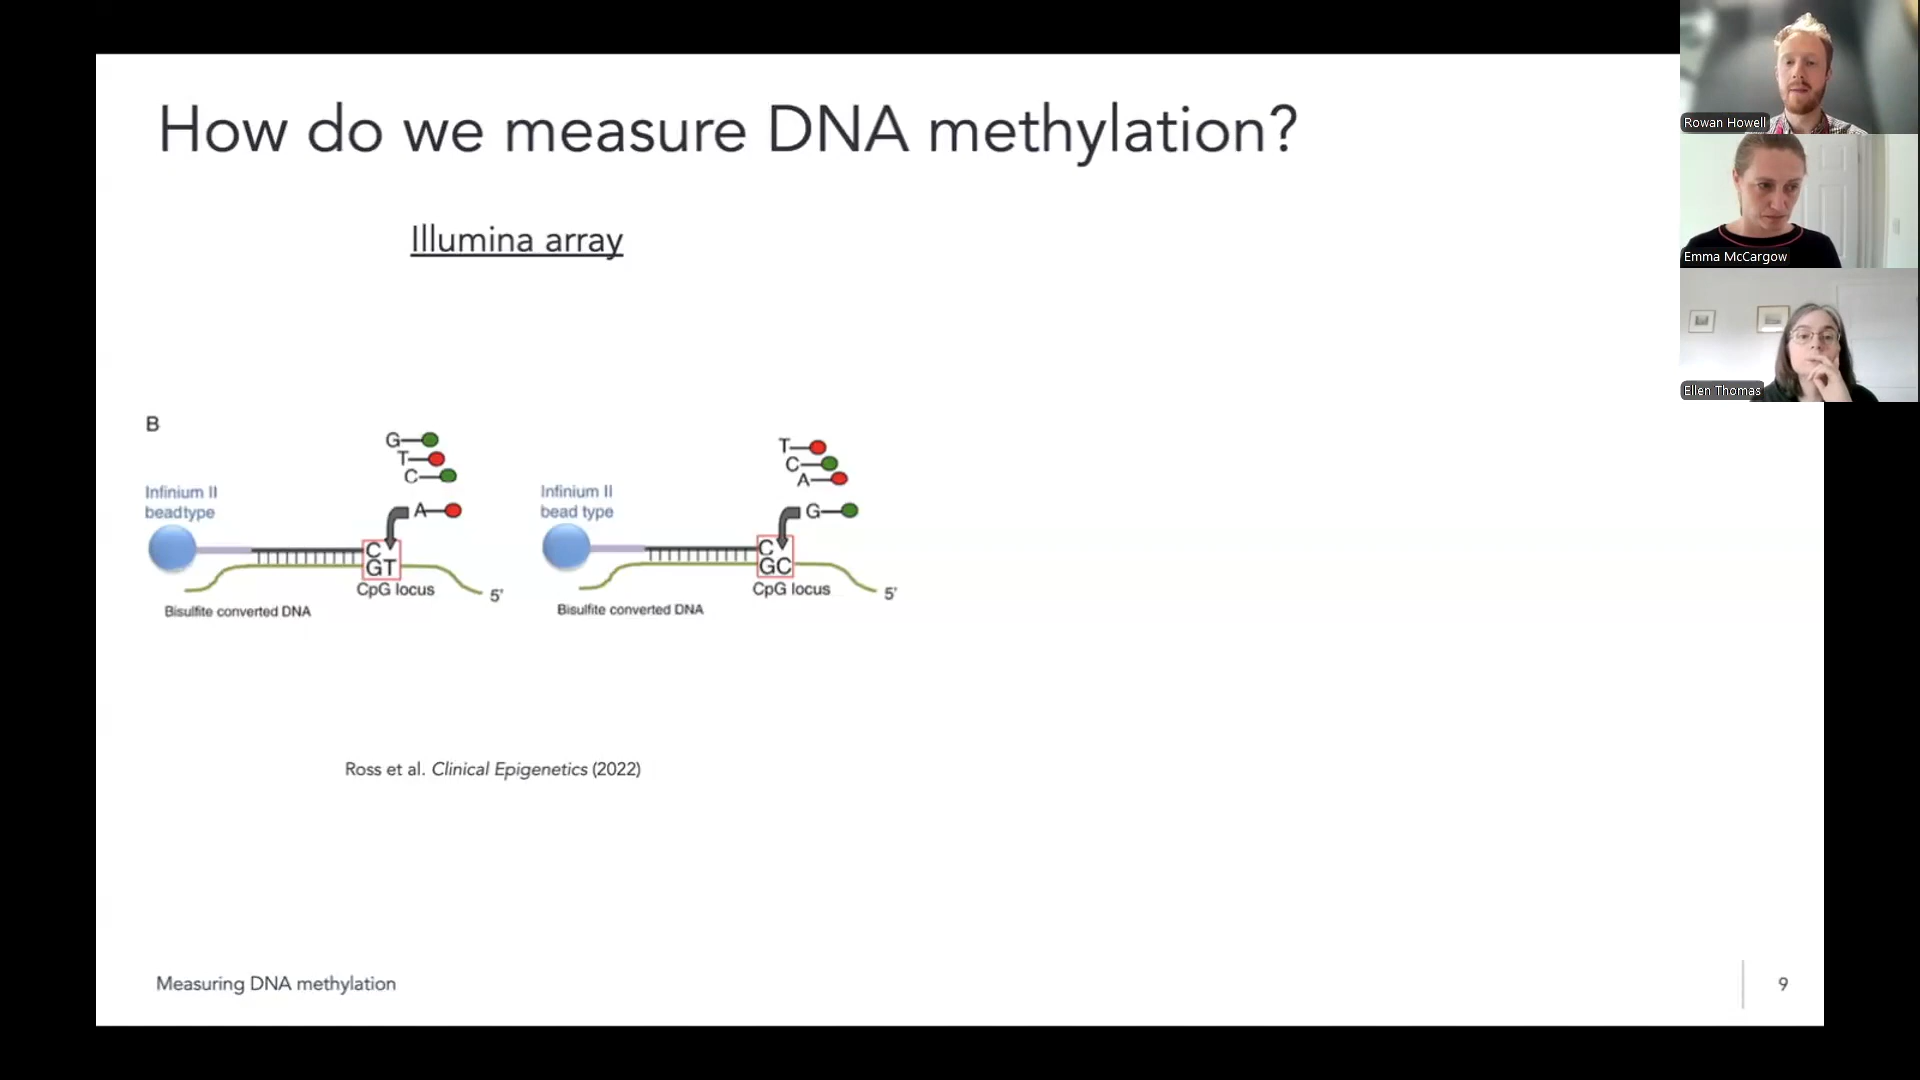 How do we measure DNA methylation?
Illumina array
B
G
T
C
A
Infinium II
beadtype
C
GT
CpG locus
5'
Bisulfite converted DNA
T
C
A
G
Infinium II
bead type
C
GC
CpG locus
5'
Bisulfite converted DNA
Ross et al. Clinical Epigenetics (2022)
Measuring DNA methylation
9
Rowan Howell
Emma McCargow
Ellen Thomas